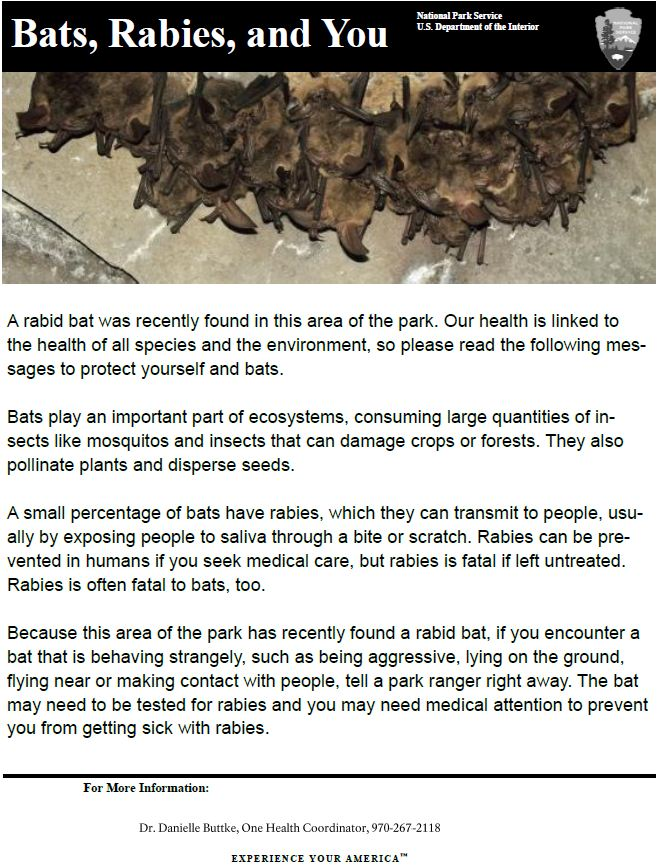 Bats, Rabies, and You
National Park Service
U.S. Department of the Interior
NATIONAL
PARK
SERVICE
A rabid bat was recently found in this area of the park. Our health is linked to
the health of all species and the environment, so please read the following mes-
sages to protect yourself and bats.
Bats play an important part of ecosystems, consuming large quantities of in-
sects like mosquitos and insects that can damage crops or forests. They also
pollinate plants and disperse seeds.
A small percentage of bats have rabies, which they can transmit to people, usu-
ally by exposing people to saliva through a bite or scratch. Rabies can be pre-
vented in humans if you seek medical care, but rabies is fatal if left untreated.
Rabies is often fatal to bats, too.
Because this area of the park has recently found a rabid bat, if you encounter a
bat that is behaving strangely, such as being aggressive, lying on the ground,
flying near or making contact with people, tell a park ranger right away. The bat
may need to be tested for rabies and you may need medical attention to prevent
you from getting sick with rabies.
For More Information:
Dr. Danielle Buttke, One Health Coordinator, 970-267-2118
EXPERIENCE YOUR AMERICA™